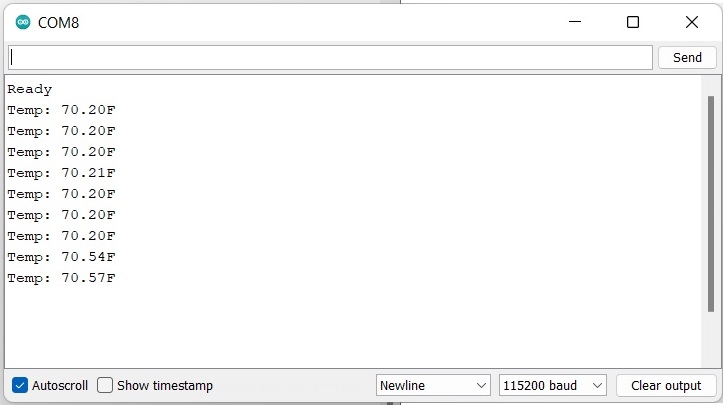 COM8
Send
Ready
Temp: 70.20F
Temp: 70.20F
Temp: 70.20F
Temp: 70.21F
Temp: 70.20F
Temp: 70.20F
Temp: 70.20F
Temp: 70.54F
Temp: 70.57F
Autoscroll Show timestamp Newline 115200 baud Clear output